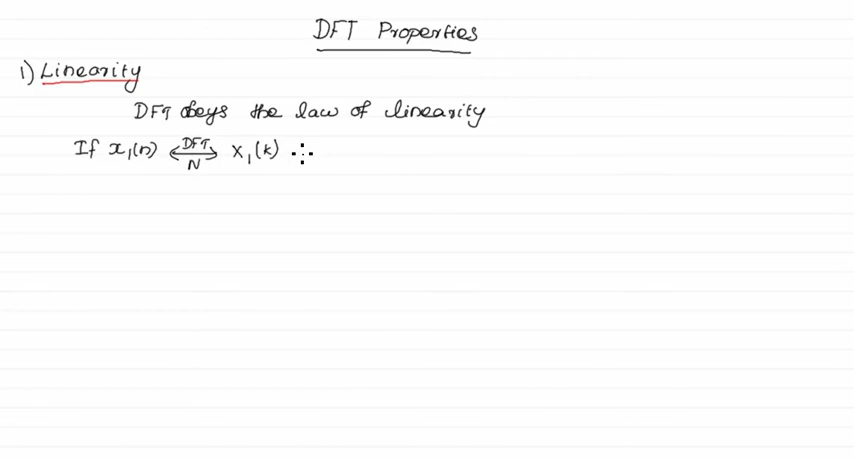 DFT Properties
1) Linearity
DFT obeys the law of linearity
If x₁(n) ⟷ DFT N X₁(k)